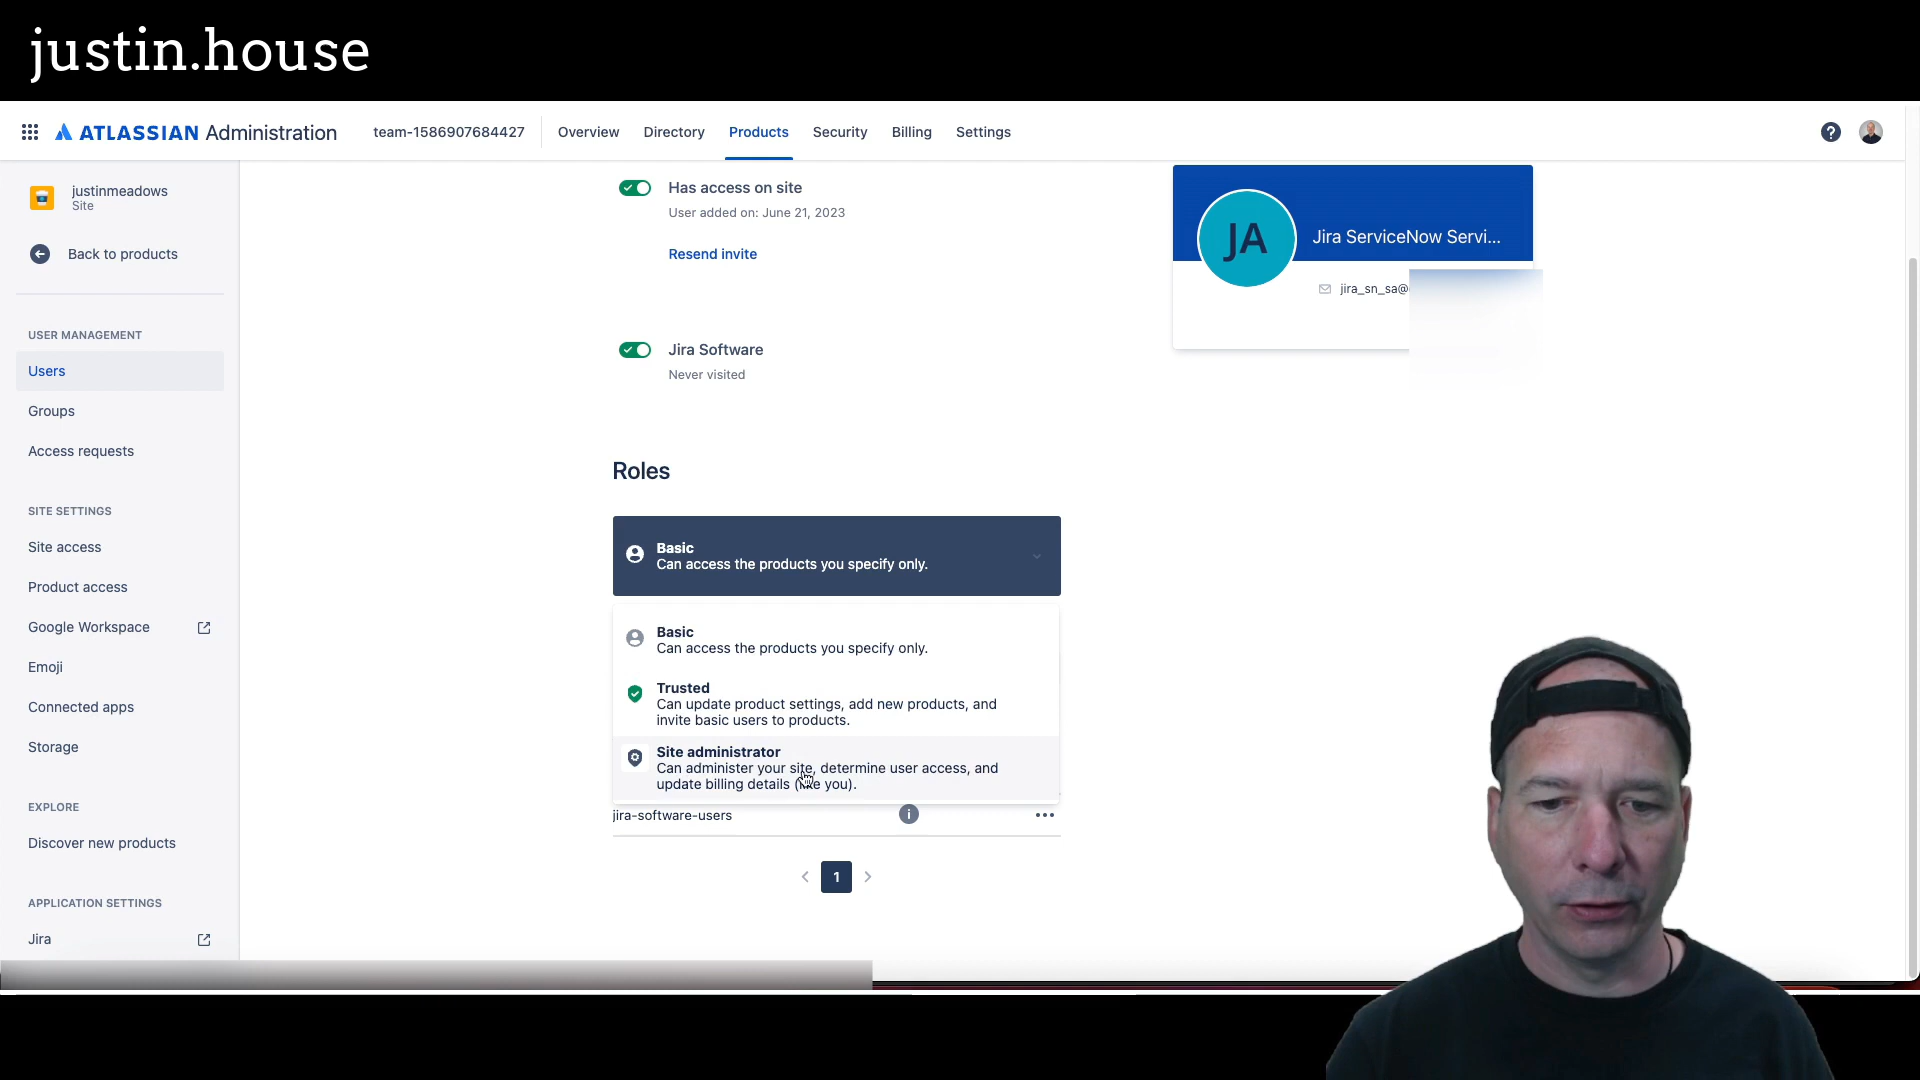 justin.house
ATLASSIAN Administration
team-1586907684427
Overview
Directory
Products
Security
Billing
Settings
?
justinmeadows
Site
Back to products
USER MANAGEMENT
Users
Groups
Access requests
SITE SETTINGS
Site access
Product access
Google Workspace
Emoji
Connected apps
Storage
EXPLORE
Discover new products
APPLICATION SETTINGS
Jira
Has access on site
User added on: June 21, 2023
Resend invite
Jira Software
Never visited
Roles
Basic
Can access the products you specify only.
Basic
Can access the products you specify only.
Trusted
Can update product settings, add new products, and
invite basic users to products.
Site administrator
Can administer your site, determine user access, and
update billing details (like you).
jira-software-users
i
1
JA
Jira ServiceNow Servi...
jira_sn_sa@